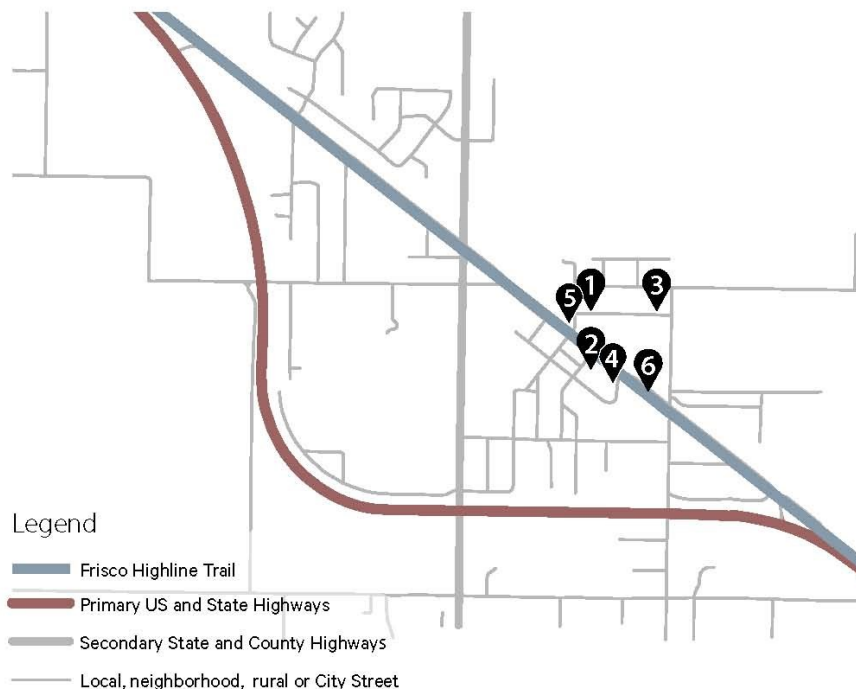 1
3
5
2
4
6
Legend
Frisco Highline Trail
Primary US and State Highways
Secondary State and County Highways
Local, neighborhood, rural or City Street